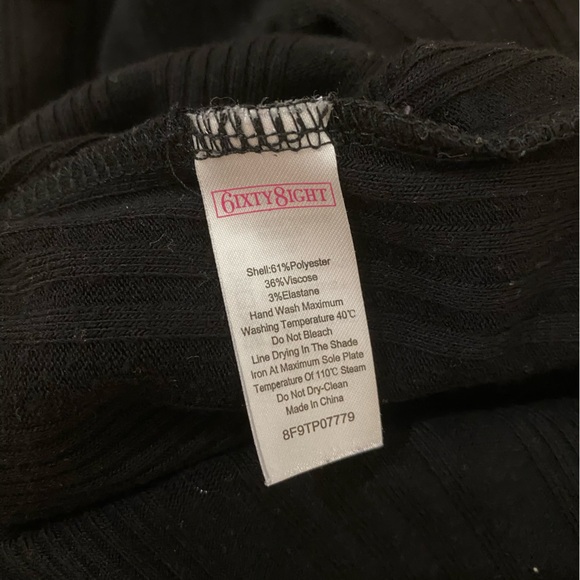 6IXTY8IGHT
Shell:61%Polyester
36%Viscose
3%Elastane
Hand Wash Maximum
Washing Temperature 40℃
Do Not Bleach
Line Drying In The Shade
Iron At Maximum Sole Plate
Temperature Of 110℃ Steam
Do Not Dry-Clean
Made In China
8F9TP07779